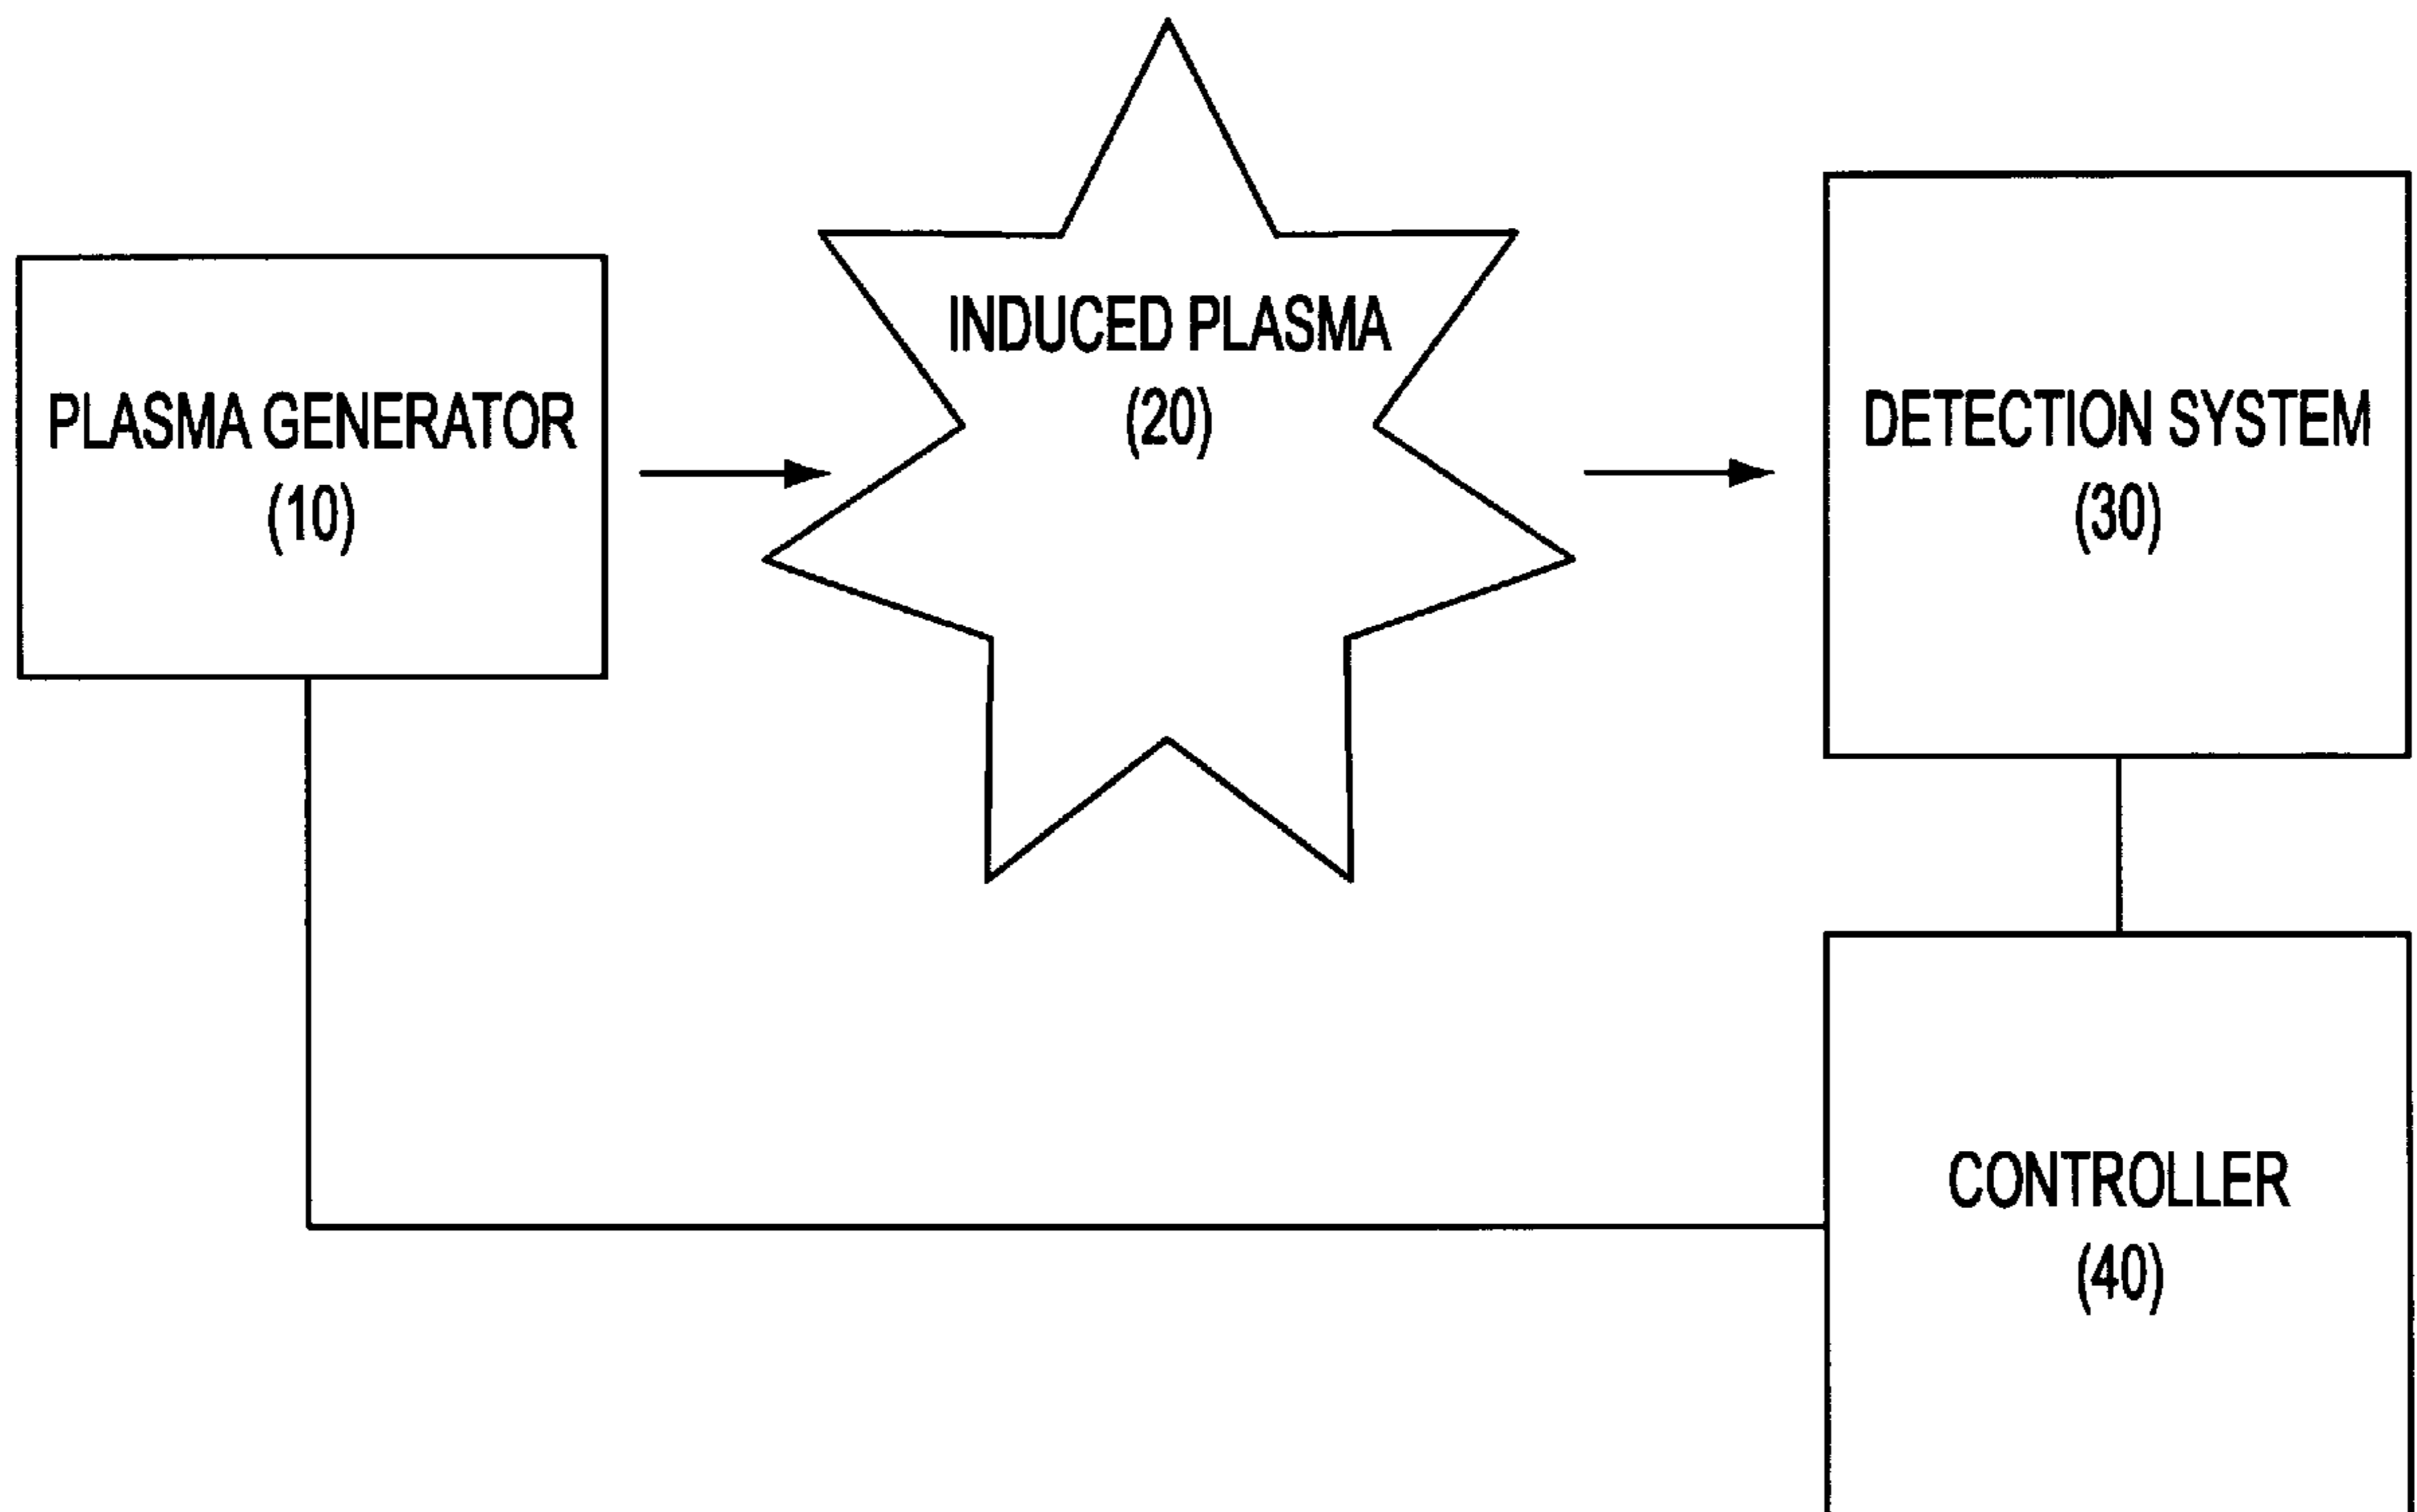 INDUCED PLASMA
(20)
PLASMA GENERATOR
(10)
DETECTION SYSTEM
(30)
CONTROLLER
(40)